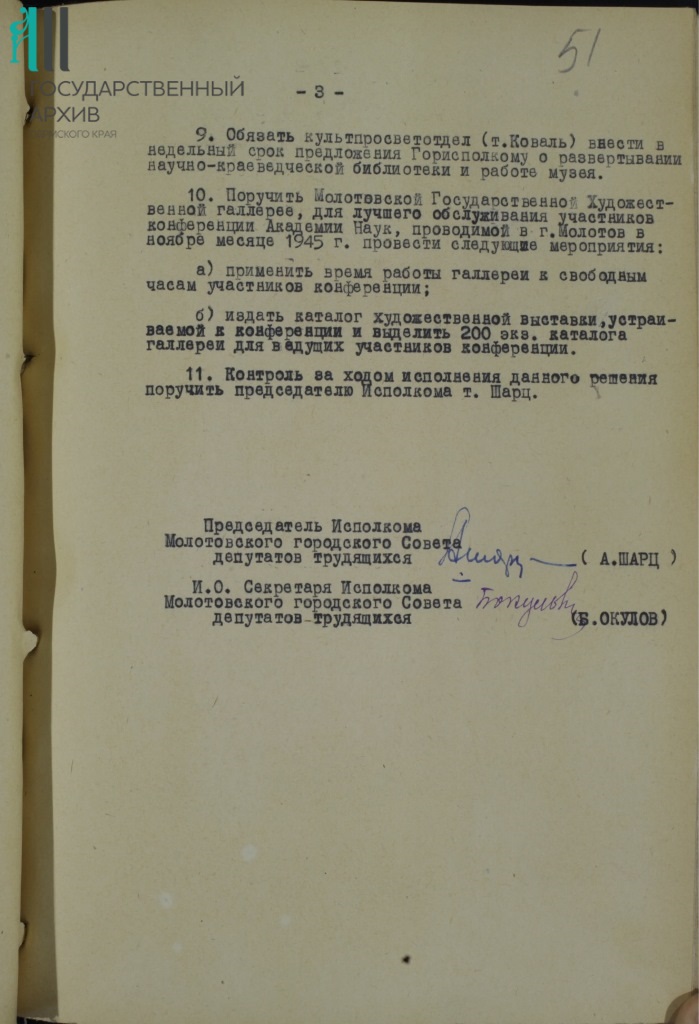 51
ГОСУДАРСТВЕННЫЙ
АРХИВ
ПЕРМСКОГО КРАЯ
- 3 -
9. Обязать культпросветотдел (т.Коваль) внести в
недельный срок предложения Горисполкому о развертывании
научно-краеведческой библиотеки и работе музея.
10. Поручить Молотовской Государственной Художест-
венной галлерее, для лучшего обслуживания участников
конференции Академии Наук, проводимой в г.Молотов в
ноябре месяце 1945 г. провести следующие мероприятия:
а) применить время работы галлереи к свободным
часам участников конференции;
б) издать каталог художественной выставки,устраи-
ваемой к конференции и выделить 200 экз. каталога
галлереи для ведущих участников конференции.
11. Контроль за ходом исполнения данного решения
поручить председателю Исполкома т. Шарц.
Председатель Исполкома
Молотовского городского Совета
депутатов трудящихся Ашарц ( А.ШАРЦ )
И.О. Секретаря Исполкома
Молотовского городского Совета
депутатов трудящихся (Б.ОКУЛОВ)